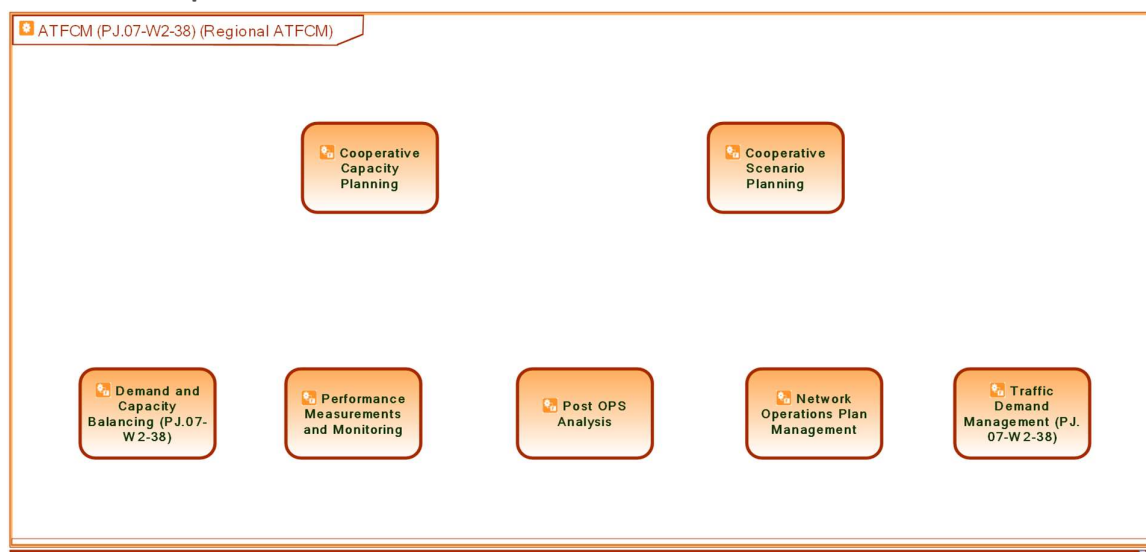 ATFCM (PJ.07-W2-38) (Regional ATFCM)
Cooperative
Capacity
Planning
Cooperative
Scenario
Planning
Demand and
Capacity
Balancing (PJ.07-
W2-38)
Performance
Measurements
and Monitoring
Post OPS
Analysis
Network
Operations Plan
Management
Traffic
Demand
Management (PJ.
07-W2-38)